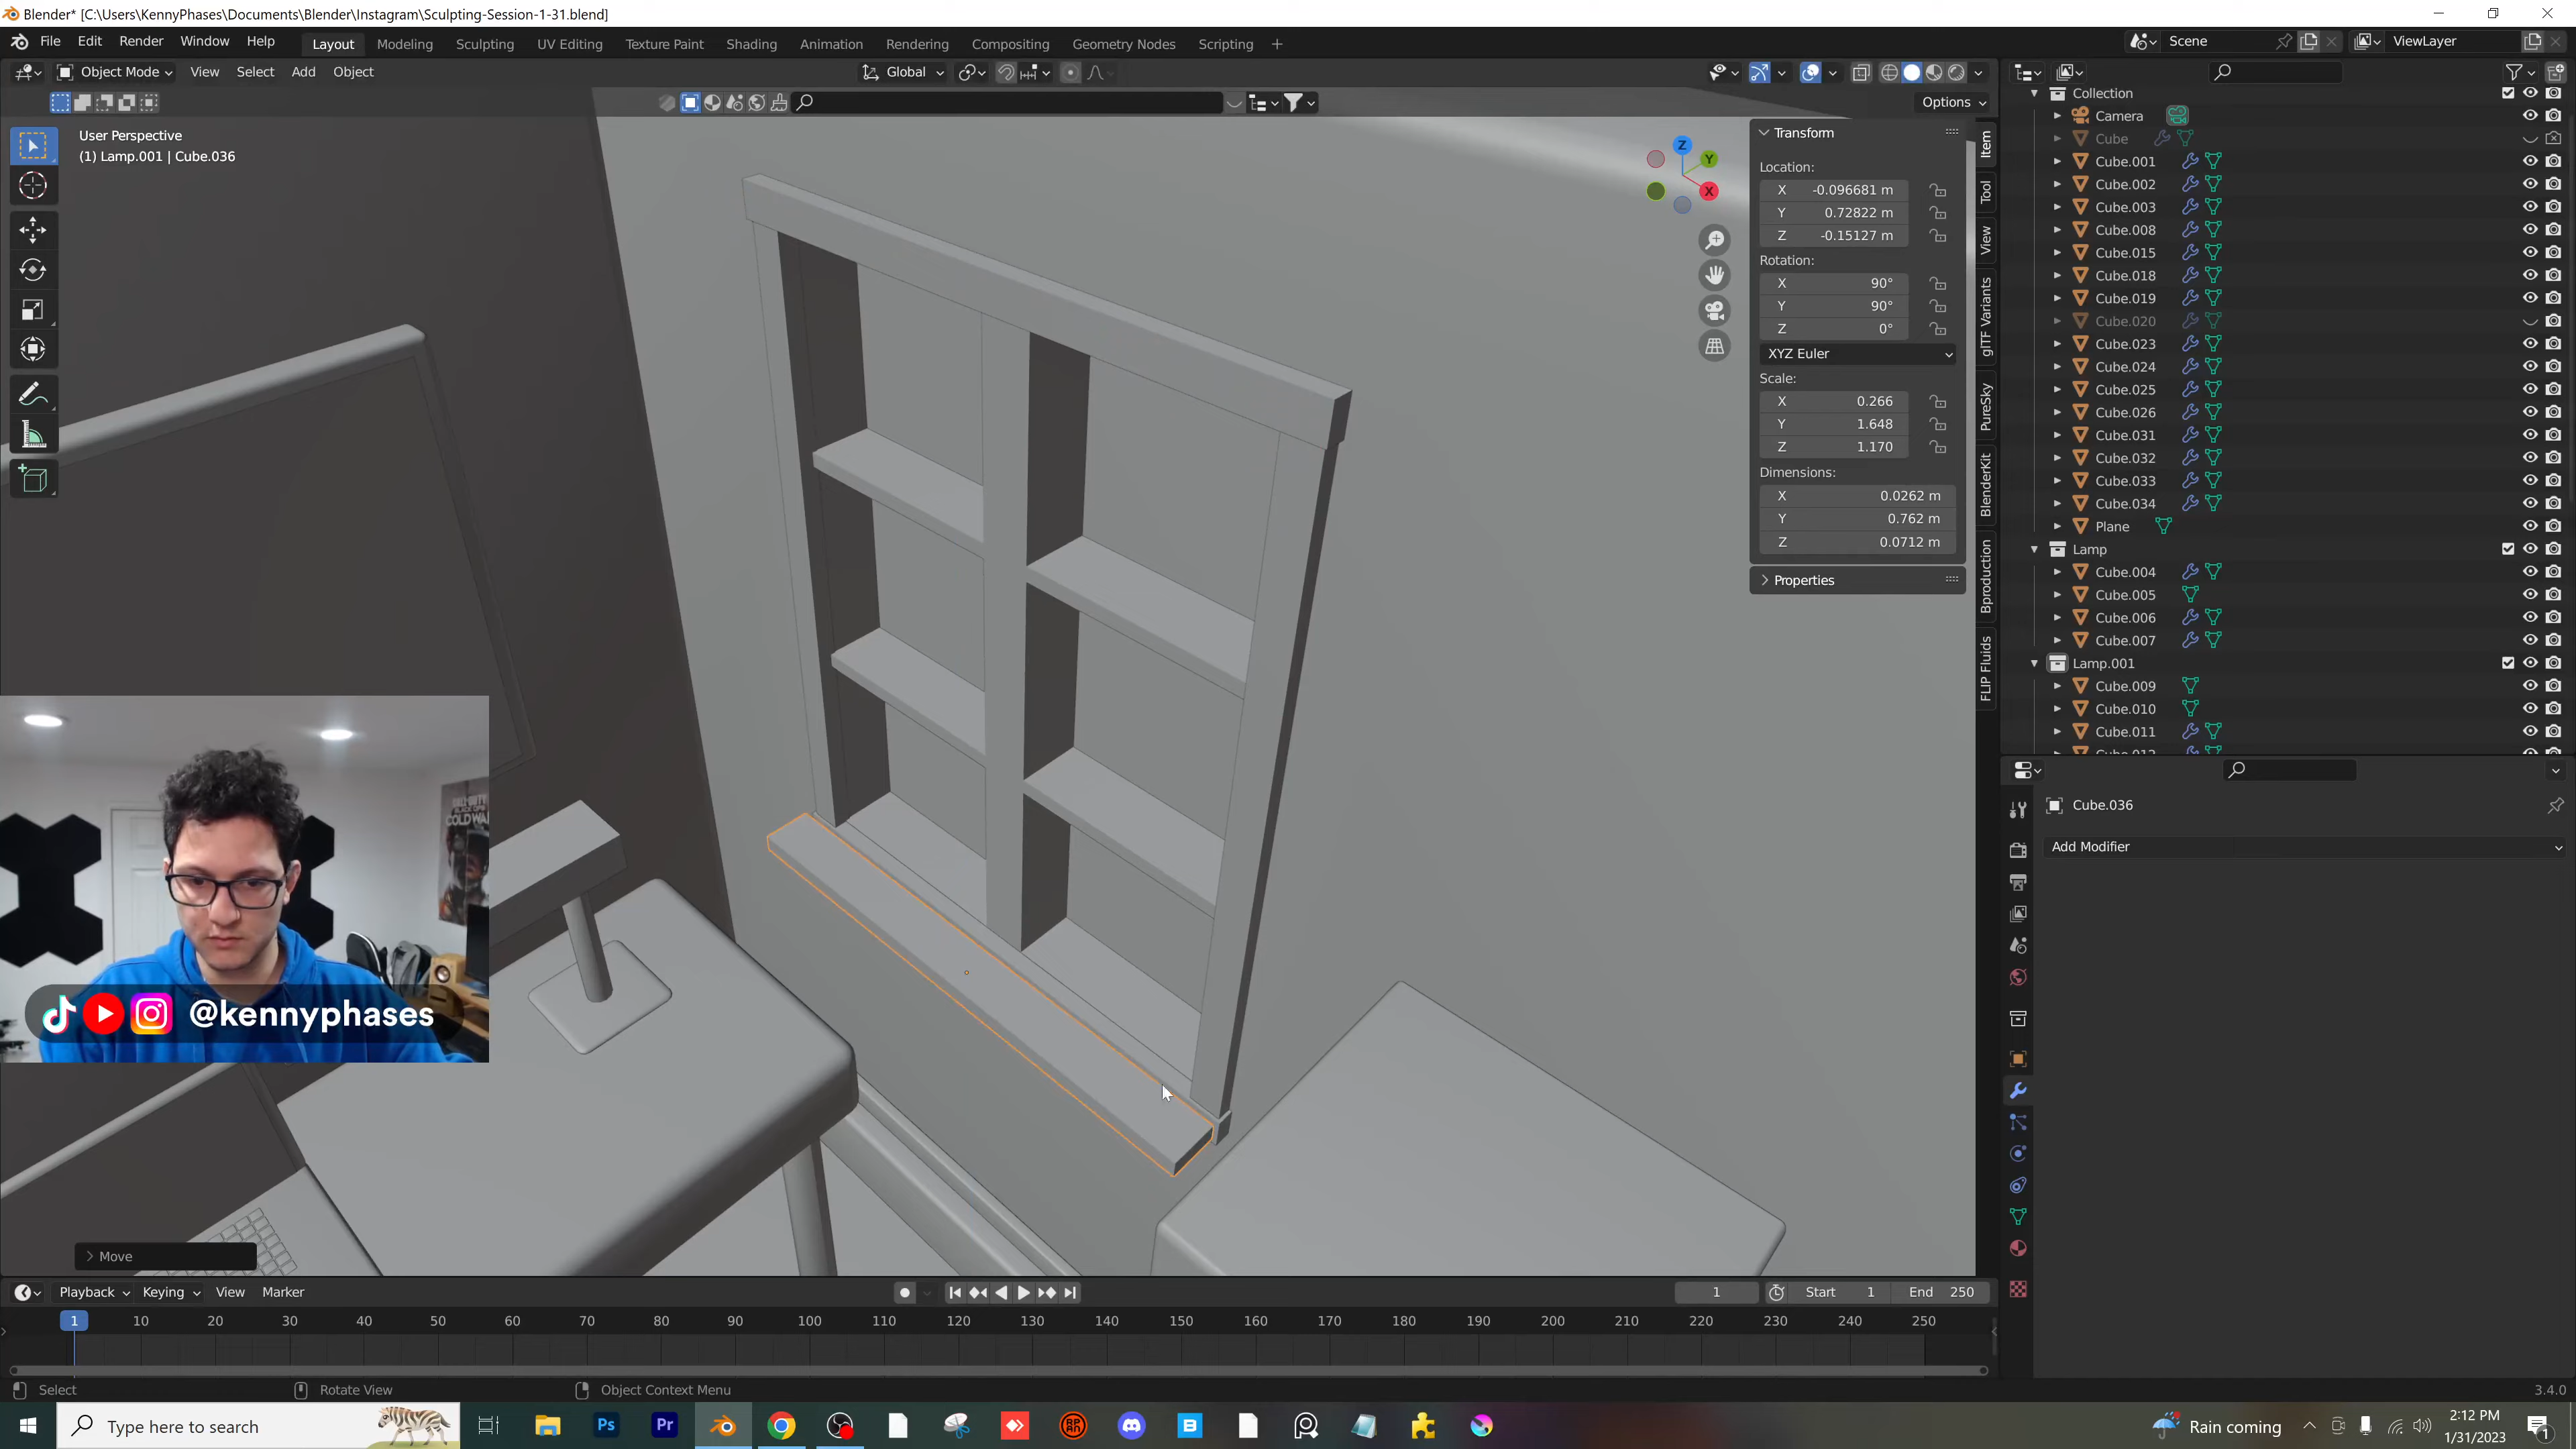 Blender* [C:\Users\KennyPhases\Documents\Blender\Instagram\Sculpting-Session-1-31.blend]
File Edit Render Window Help Layout Modeling Sculpting UV Editing Texture Paint Shading Animation Rendering Compositing Geometry Nodes Scripting + Scene ViewLayer
Object Mode View Select Add Object Global
Options
User Perspective
(1) Lamp.001 | Cube.036
Z
Y
X
Transform
Location:
X -0.096681 m
Y 0.72822 m
Z -0.15127 m
Rotation:
X 90°
Y 90°
Z 0°
XYZ Euler
Scale:
X 0.266
Y 1.648
Z 1.170
Dimensions:
X 0.0262 m
Y 0.762 m
Z 0.0712 m
Properties
Item
Tool
View
glTF Variants
PureSky
BlenderKit
Bproduction
FLIP Fluids
Collection
Camera
Cube
Cube.001
Cube.002
Cube.003
Cube.008
Cube.015
Cube.018
Cube.019
Cube.020
Cube.023
Cube.024
Cube.025
Cube.026
Cube.031
Cube.032
Cube.033
Cube.034
Plane
Lamp
Cube.004
Cube.005
Cube.006
Cube.007
Lamp.001
Cube.009
Cube.010
Cube.011
Cube.012
Cube.036
Add Modifier
COLD WAR
@kennyphases
Move
Playback Keying View Marker 1 Start 1 End 250
1 10 20 30 40 50 60 70 80 90 100 110 120 130 140 150 160 170 180 190 200 210 220 230 240 250
Select Rotate View Object Context Menu 3.4.0
Type here to search Ps Pr Rain coming 2:12 PM
1/31/2023 1